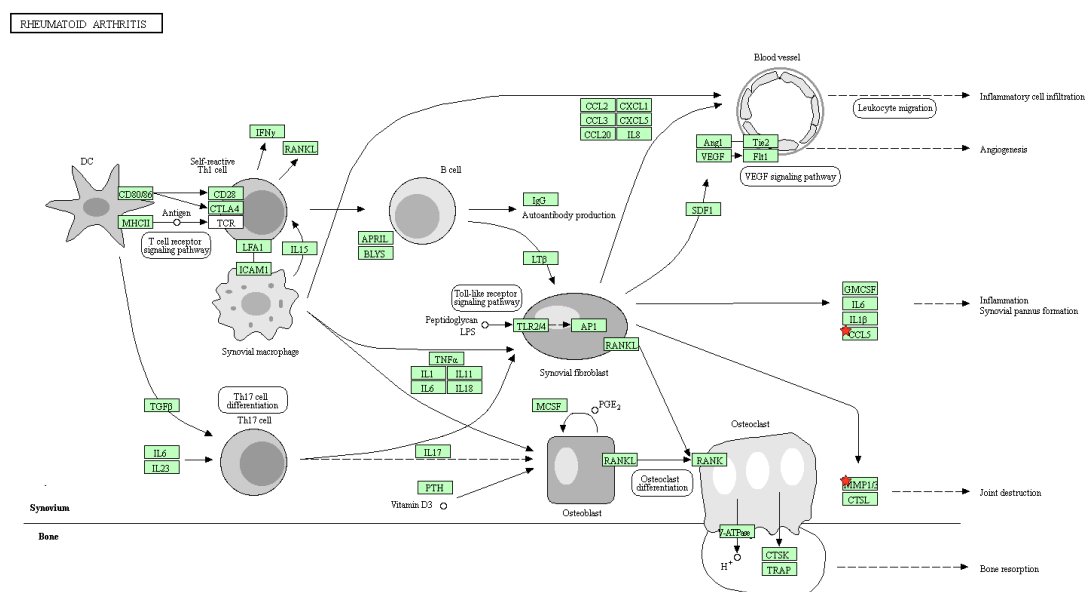 RHEUMATOID ARTHRITIS
Blood vessel
CCL2 CXCL1
CCL3 CXCL5
CCL20 IL8
Inflammatory cell infiltration
Leukocyte migration
IFNγ
RANKL
Ang1 Tie2
VEGF Flt1
Angiogenesis
VEGF signaling pathway
DC
Self-reactive
Th1 cell
B cell
CD80/86
CD28
CTLA4
Antigen
MHCII
TCR
T cell receptor
signaling pathway
IgG
Autoantibody production
SDF1
LFA1
IL15
APRIL
BLYS
ICAM1
LTβ
Synovial macrophage
Toll-like receptor
signaling pathway
Peptidoglycan
LPS
TLR2/4
AP1
RANKL
Synovial fibroblast
GMCSF
IL6
IL1β
CCL5
Inflammation
Synovial pannus formation
TNFα
IL1 IL11
IL6 IL18
Th17 cell
differentiation
Th17 cell
TGFβ
IL6
IL23
MCSF
PGE2
IL17
RANKL
RANK
Osteoclast
differentiation
Osteoclast
PTH
Vitamin D3
Osteoblast
MMP1/3
CTSL
Joint destruction
Synovium
Bone
V-ATPase
H+
CTSK
TRAP
Bone resorption